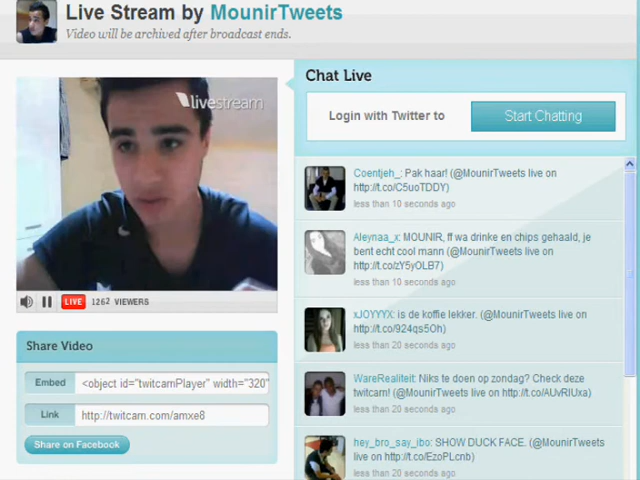 Live Stream by MounirTweets
Video will be archived after broadcast ends.
livestream
LIVE 1262 VIEWERS
Share Video
Embed <object id="twitcamPlayer" width="320"
Link http://twitcam.com/amxe8
Share on Facebook
Chat Live
Login with Twitter to Start Chatting
Coentjeh_: Pak haar! (@MounirTweets live on
http://t.co/C5uoTDDY)
less than 10 seconds ago
Aleynaa_x: MOUNIR, ff wa drinke en chips gehaald, je
bent echt cool mann (@MounirTweets live on
http://t.co/zY5yOLB7)
less than 10 seconds ago
xJOYYYX: is de koffie lekker. (@MounirTweets live on
http://t.co/924qs5Oh)
less than 20 seconds ago
WareRealiteit: Niks te doen op zondag? Check deze
twitcam! (@MounirTweets live on http://t.co/AUvRlUxa)
less than 20 seconds ago
hey_bro_say_ibo: SHOW DUCK FACE. (@MounirTweets
live on http://t.co/EzoPLcnb)
less than 20 seconds ago